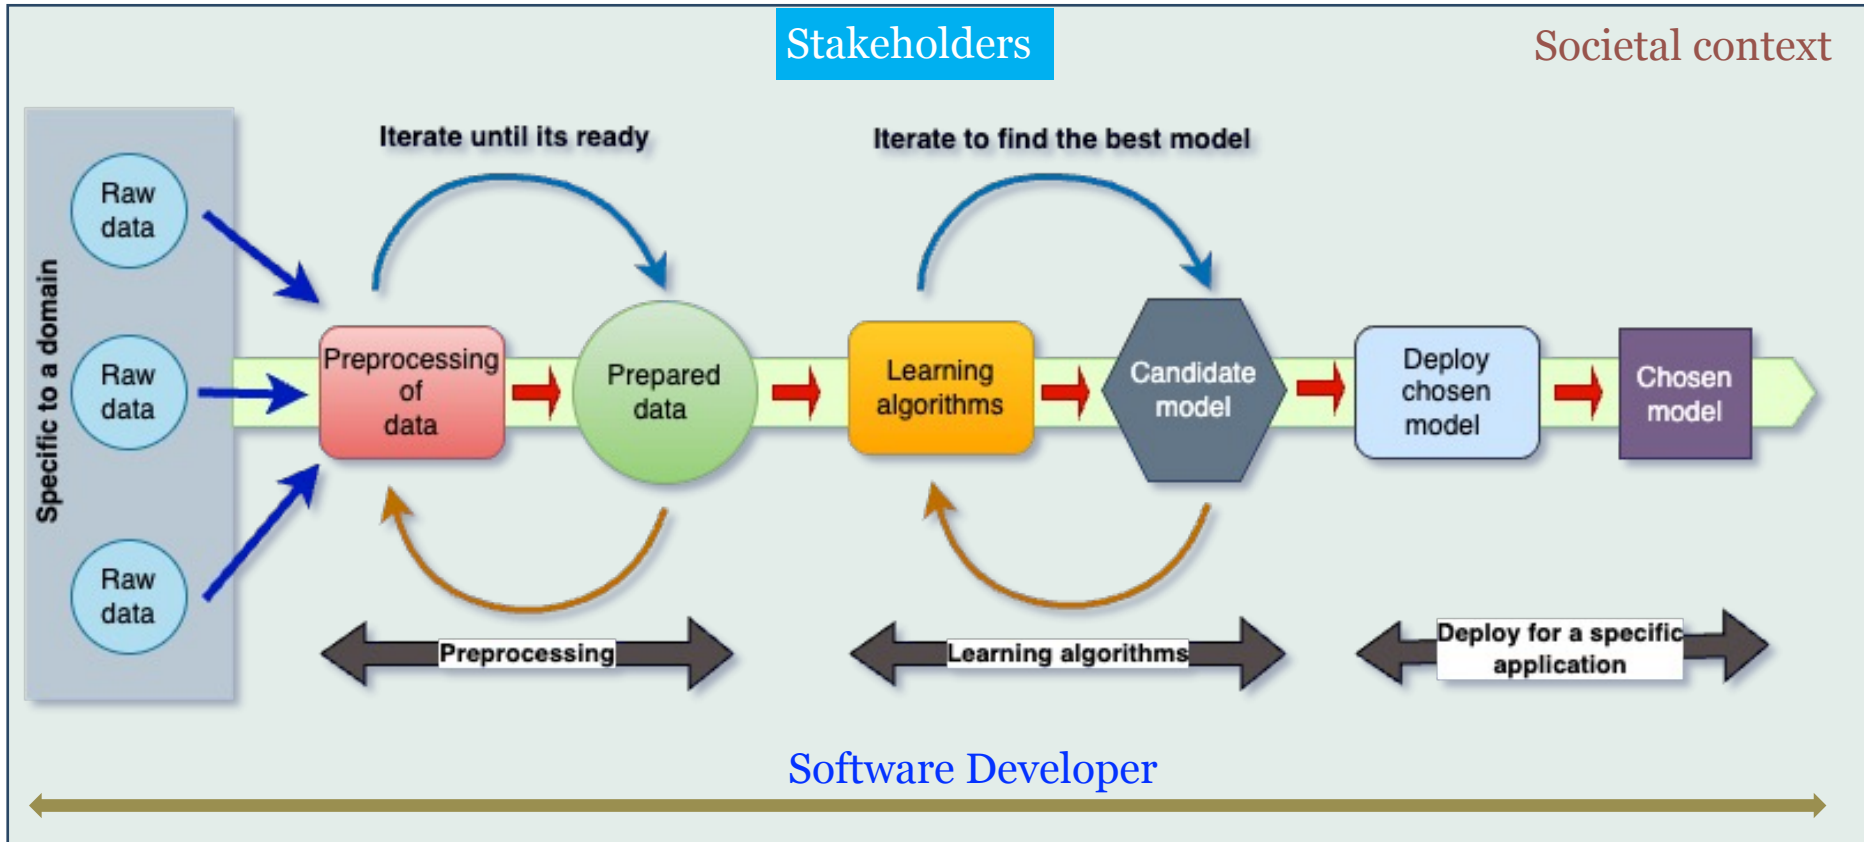 Stakeholders
Societal context
Iterate until its ready
Iterate to find the best model
Specific to a domain
Raw
data
Raw
data
Raw
data
Preprocessing
of
data
Prepared
data
Learning
algorithms
Candidate
model
Deploy
chosen
model
Chosen
model
Preprocessing
Learning algorithms
Deploy for a specific
application
Software Developer